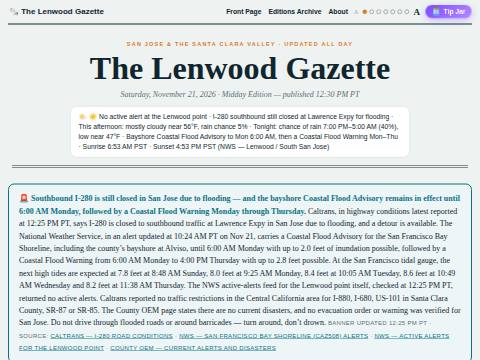 🗞️ The Lenwood Gazette
Front Page Editions Archive About A A Tip Jar
SAN JOSE & THE SANTA CLARA VALLEY · UPDATED ALL DAY
The Lenwood Gazette
Saturday, November 21, 2026 · Midday Edition — published 12:30 PM PT
☀️ No active alert at the Lenwood point · I-280 southbound still closed at Lawrence Expy for flooding ·
This afternoon: mostly cloudy near 56°F, rain chance 5% · Tonight: chance of rain 7:00 PM–5:00 AM (40%),
low near 47°F · Bayshore Coastal Flood Advisory to Mon 6:00 AM, then a Coastal Flood Warning Mon–Thu
· Sunrise 6:53 AM PST · Sunset 4:53 PM PST (NWS — Lenwood / South San Jose)
🚨 Southbound I-280 is still closed in San Jose due to flooding — and the bayshore Coastal Flood Advisory remains in effect until
6:00 AM Monday, followed by a Coastal Flood Warning Monday through Thursday. Caltrans, in highway conditions latest reported
at 12:25 PM PT, says I-280 is closed to southbound traffic at Lawrence Expy in San Jose due to flooding, and a detour is available. The
National Weather Service, in an alert updated at 10:24 AM PT on Nov 21, carries a Coastal Flood Advisory for the San Francisco Bay
Shoreline, including the county's bayshore at Alviso, until 6:00 AM Monday with up to 2.0 feet of inundation possible, followed by a
Coastal Flood Warning from 6:00 AM Monday to 4:00 PM Thursday with up to 2.8 feet possible. At the San Francisco tidal gauge, the
next high tides are expected at 7.8 feet at 8:48 AM Sunday, 8.0 feet at 9:25 AM Monday, 8.4 feet at 10:05 AM Tuesday, 8.6 feet at 10:49
AM Wednesday and 8.2 feet at 11:38 AM Thursday. The NWS active-alerts feed for the Lenwood point itself, checked at 12:25 PM PT,
returned no active alerts. Caltrans reported no traffic restrictions in the Central California area for I-880, I-680, US-101 in Santa Clara
County, SR-87 or SR-85. The County OEM page states there are no current disasters, and no evacuation order or warning was verified for
San Jose. Do not drive through flooded roads or around barricades — turn around, don't drown. BANNER UPDATED 12:25 PM PT ·
SOURCE: CALTRANS — I-280 ROAD CONDITIONS · NWS — SAN FRANCISCO BAY SHORELINE (CAZ508) ALERTS · NWS — ACTIVE ALERTS
FOR THE LENWOOD POINT · COUNTY OEM — CURRENT ALERTS AND DISASTERS